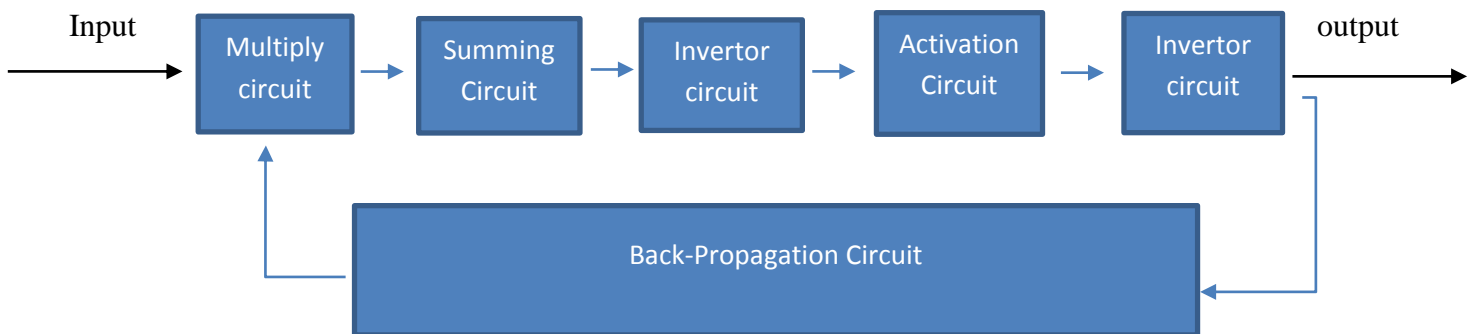 Input
Multiply
circuit
Summing
Circuit
Invertor
circuit
Activation
Circuit
Invertor
circuit
output
Back-Propagation Circuit